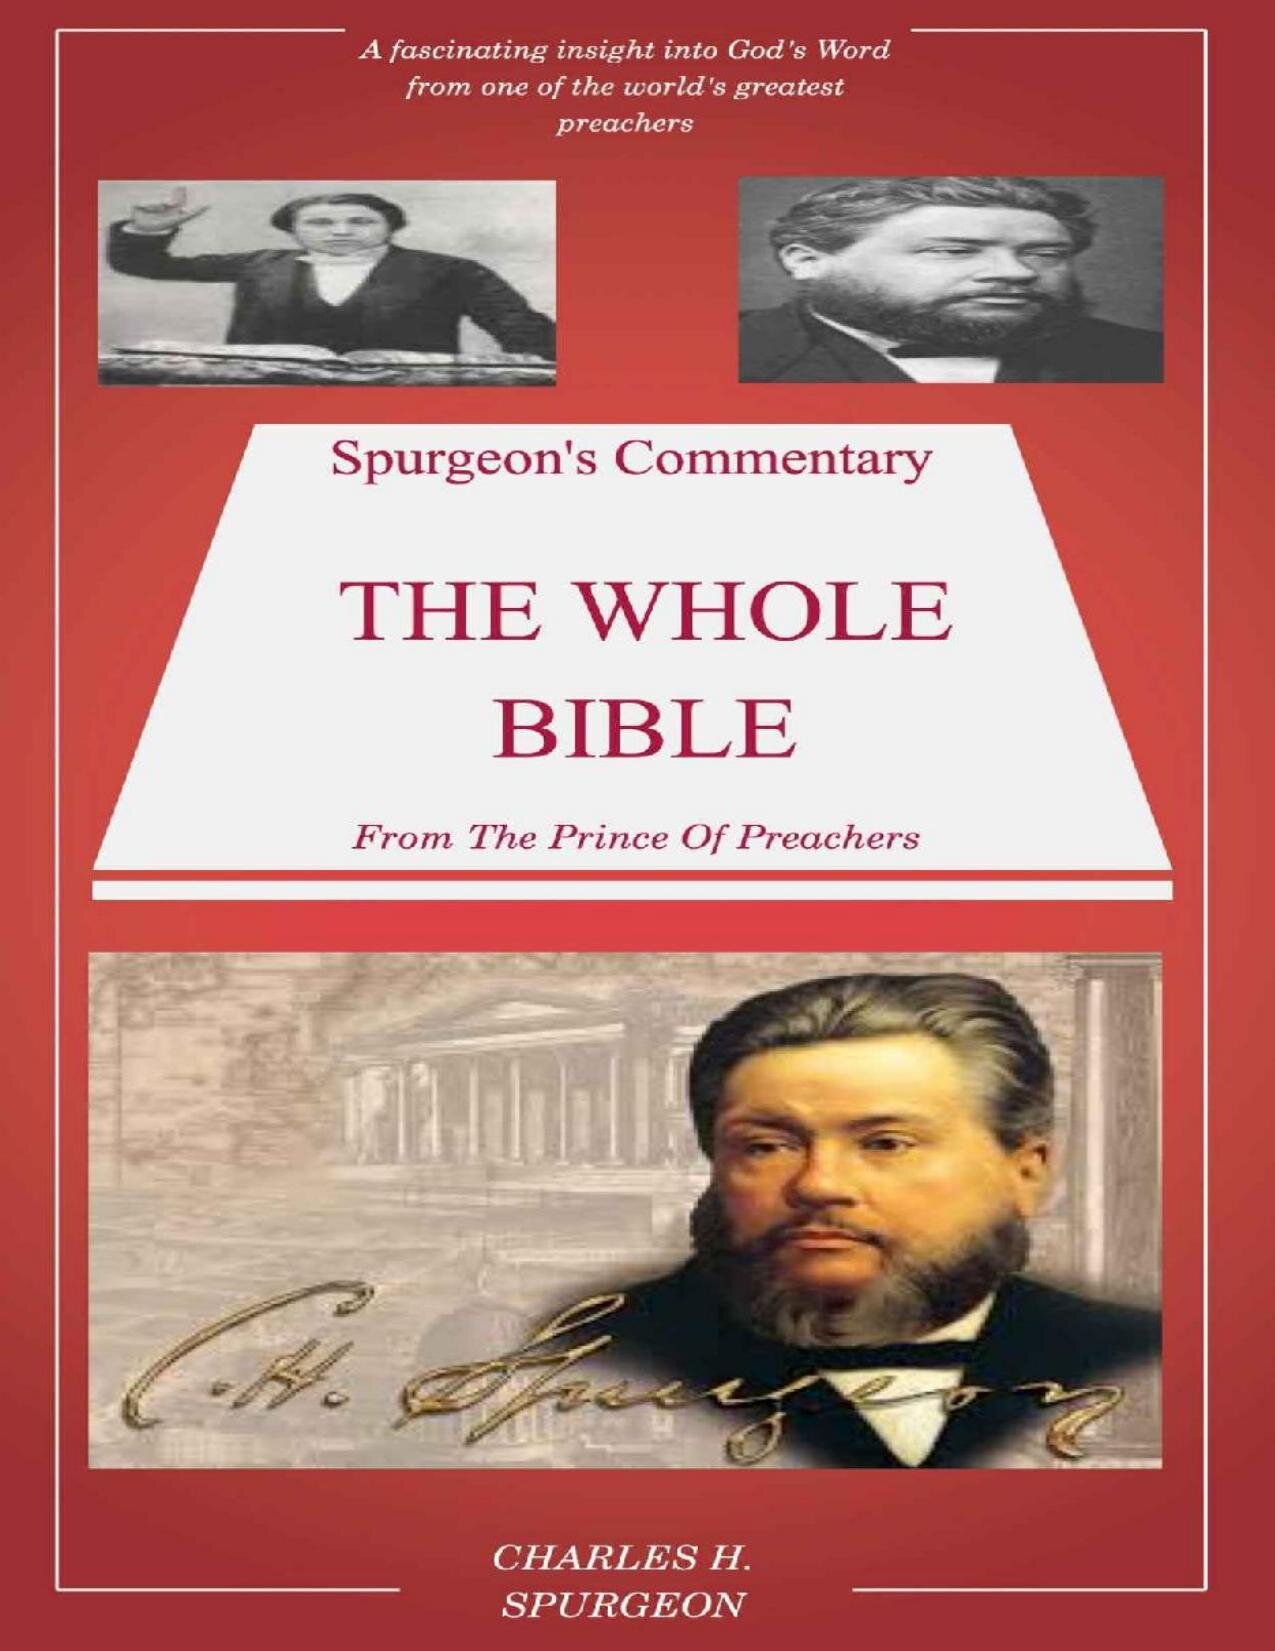 A fascinating insight into God's Word
from one of the world's greatest
preachers
Spurgeon's Commentary
THE WHOLE
BIBLE
From The Prince Of Preachers
C.H. Spurgeon
CHARLES H.
SPURGEON